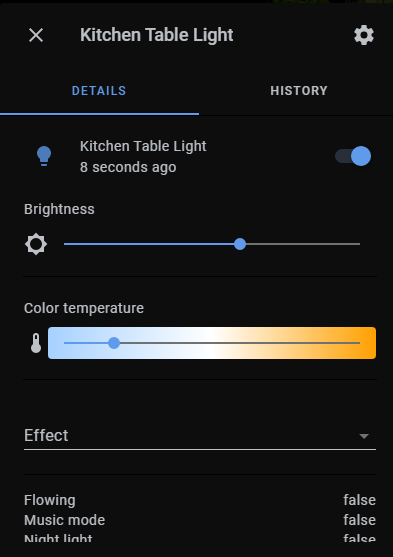 Kitchen Table Light
DETAILS
HISTORY
Kitchen Table Light
8 seconds ago
Brightness
Color temperature
Effect
Flowing false
Music mode false
Night light false